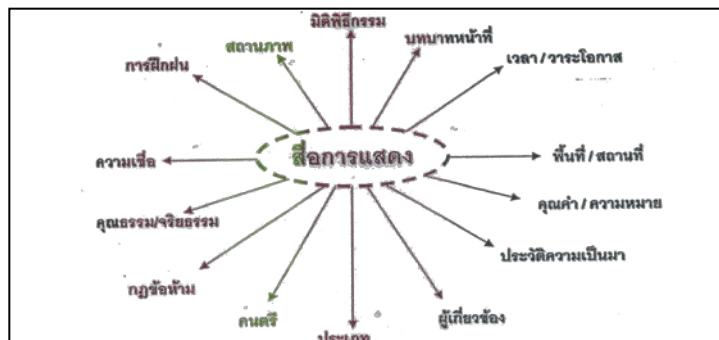 มิติพิธีกรรม
สถานภาพ
บทบาทหน้าที่
การฝึกฝน
เวลา / วาระโอกาส
สื่อการแสดง
ความเชื่อ
พื้นที่ / สถานที่
คุณธรรม/จริยธรรม
คุณค่า / ความหมาย
ประวัติความเป็นมา
กฎข้อห้าม
ดนตรี
ผู้เกี่ยวข้อง
ประเภท